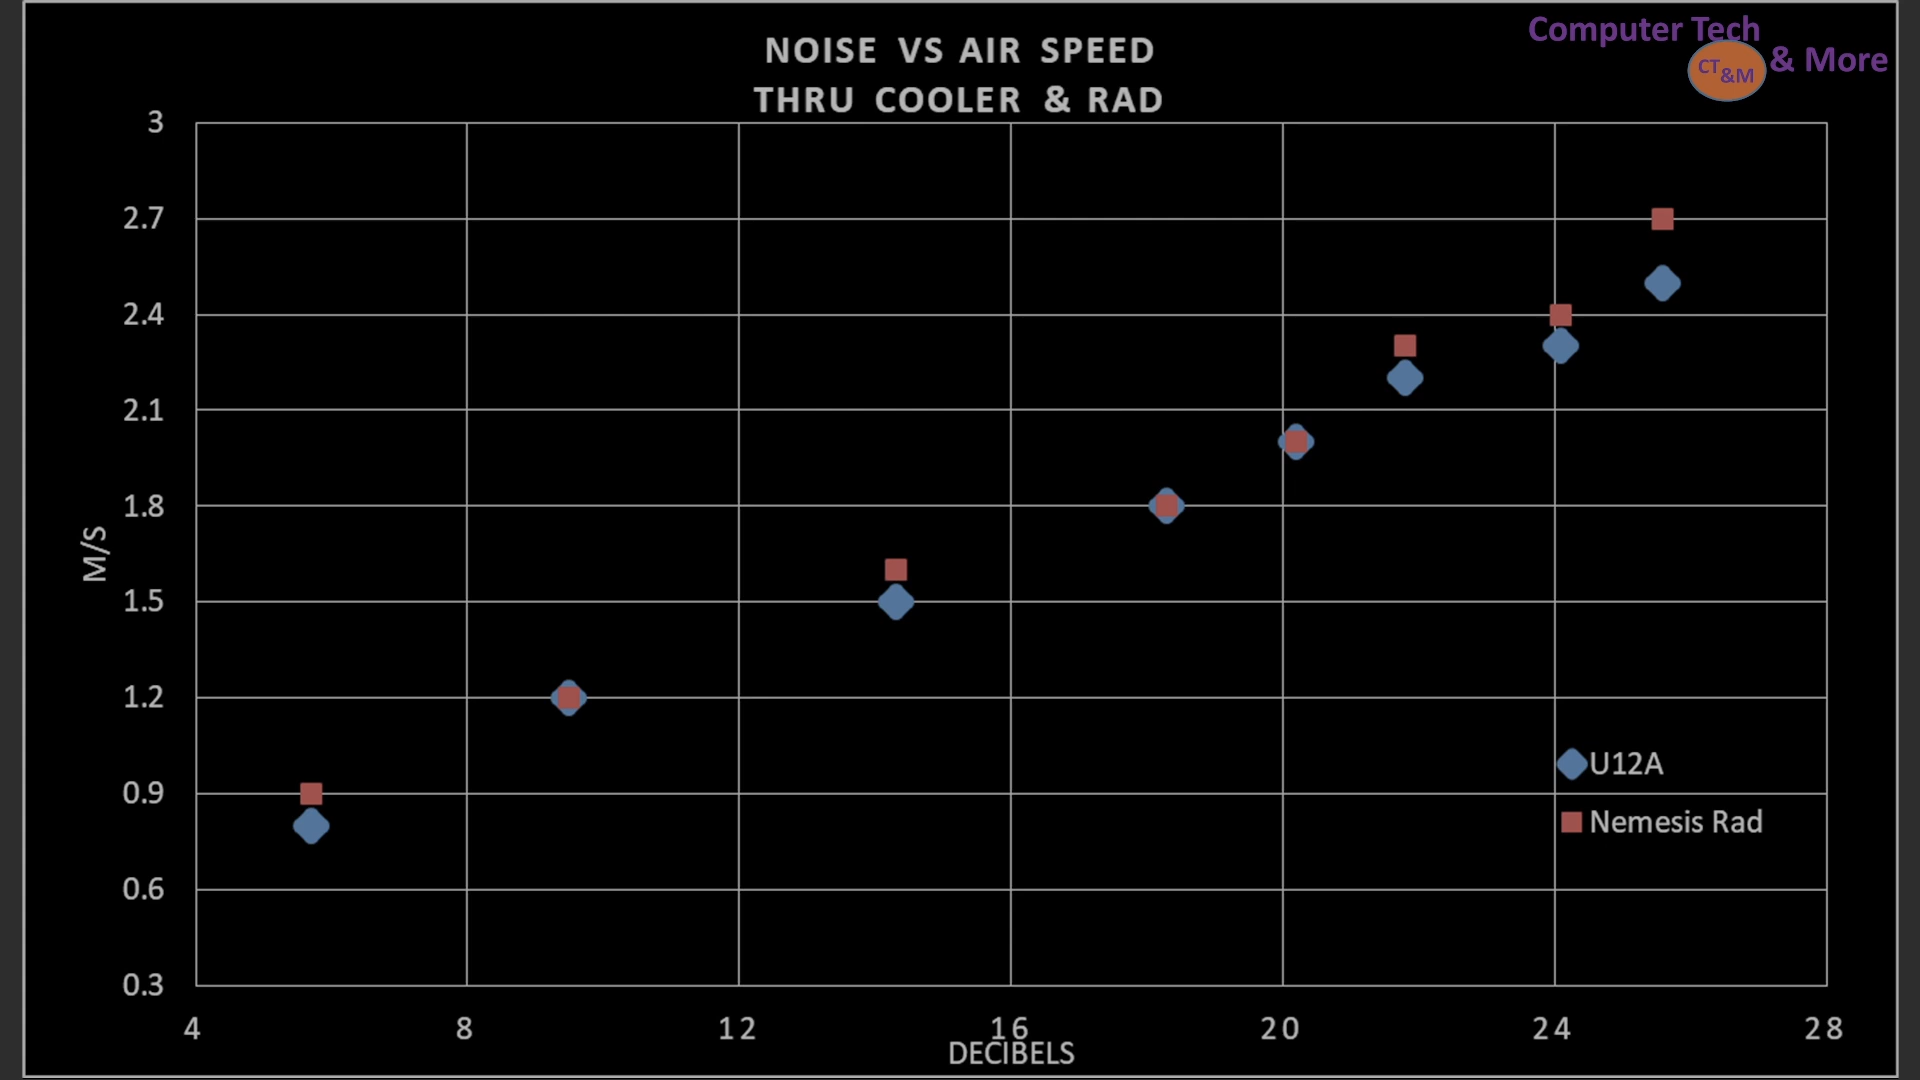 NOISE VS AIR SPEED
THRU COOLER & RAD
Computer Tech
& More
CT
&M
3
2.7
2.4
2.1
1.8
1.5
1.2
0.9
0.6
0.3
M/S
U12A
Nemesis Rad
4 8 12 16 20 24 28
DECIBELS